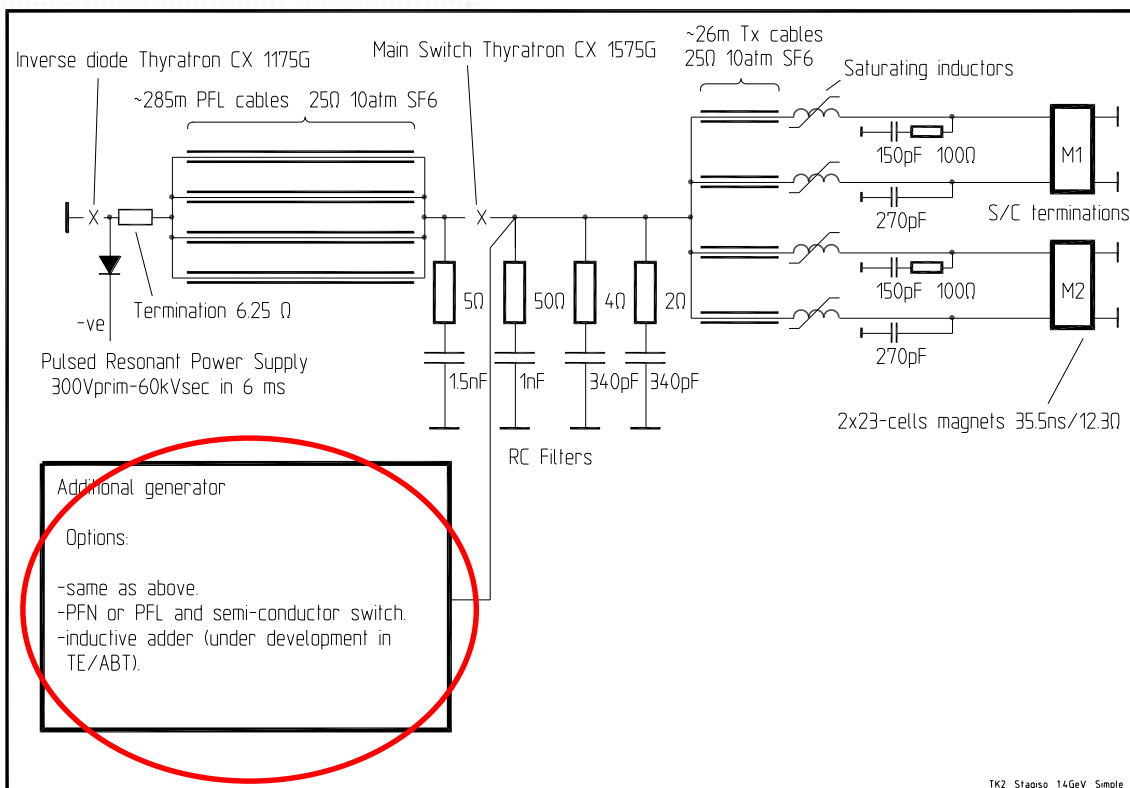 Inverse diode Thyratron CX 1175G
Main Switch Thyratron CX 1575G
~26m Tx cables
25Ω 10atm SF6
Saturating inductors
~285m PFL cables 25Ω 10atm SF6
150pF 100Ω
M1
270pF
S/C terminations
Termination 6.25 Ω
-ve
5Ω
50Ω
4Ω
2Ω
150pF 100Ω
M2
270pF
Pulsed Resonant Power Supply
300Vprim-60kVsec in 6 ms
1.5nF
1nF
340pF
340pF
2x23-cells magnets 35.5ns/12.3Ω
RC Filters
Additional generator
Options:
-same as above.
-PFN or PFL and semi-conductor switch.
-inductive adder (under development in
TE/ABT).
TK2 Stagiso 1.4GeV Simple